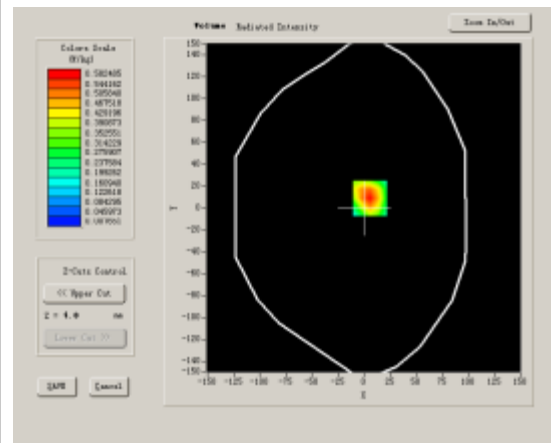 Volume Radiated Intensity
Zoom In/Out
Colors Scale
(W/kg)
0.582485
0.544162
0.505840
0.467518
0.429196
0.390873
0.352551
0.314229
0.275907
0.237584
0.199262
0.160940
0.122618
0.084295
0.045973
0.007651
Z-Cuts Control
<< Upper Cut
Z = 4.0 mm
Lower Cut >>
SAVE
Cancel
150
140
120
100
80
60
40
20
0
-20
-40
-60
-80
-100
-120
-140
-150
Y
-150 -125 -100 -75 -50 -25 0 25 50 75 100 125 150
X